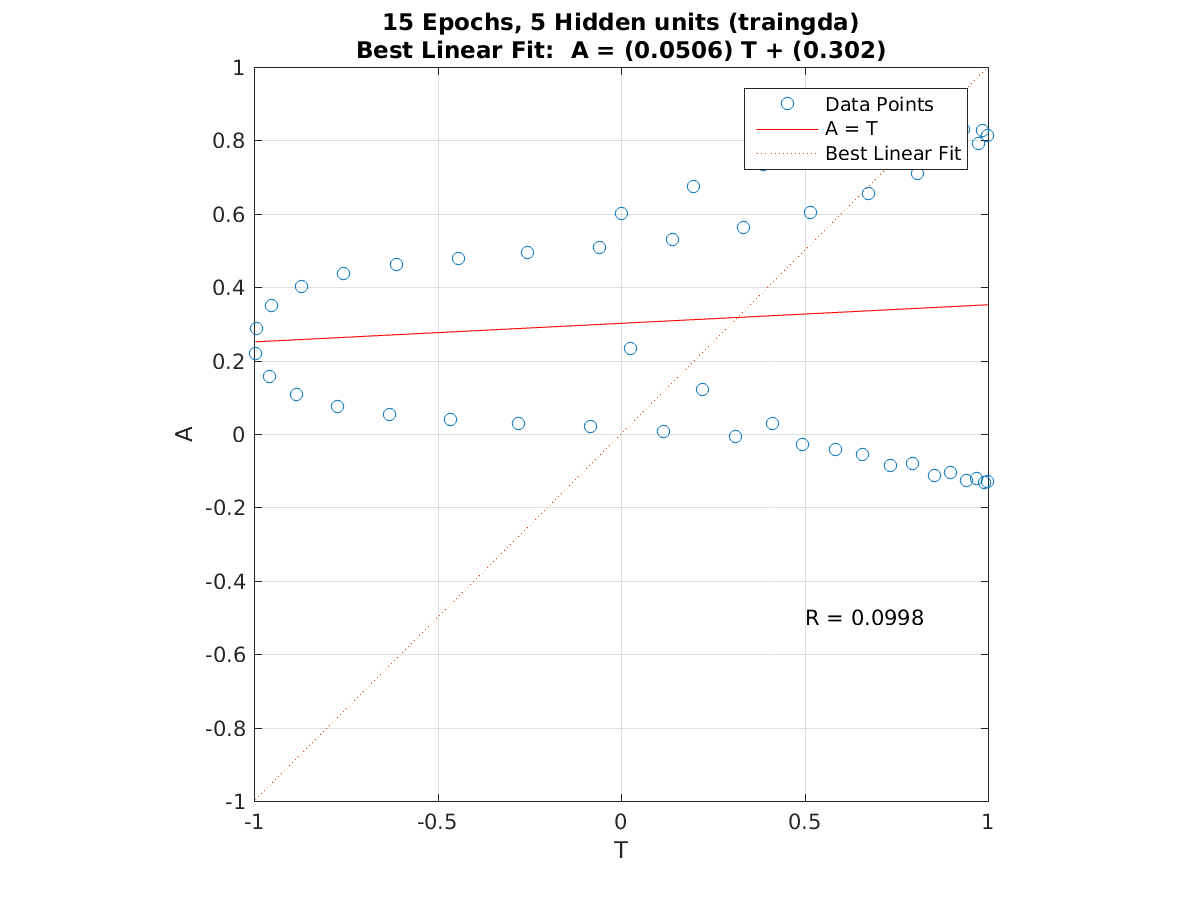 15 Epochs, 5 Hidden units (traingda)
Best Linear Fit:  A = (0.0506) T + (0.302)
1
0.8
0.6
0.4
0.2
0
-0.2
-0.4
-0.6
-0.8
-1
A
Data Points
A = T
Best Linear Fit
R = 0.0998
-1
-0.5
0
0.5
1
T